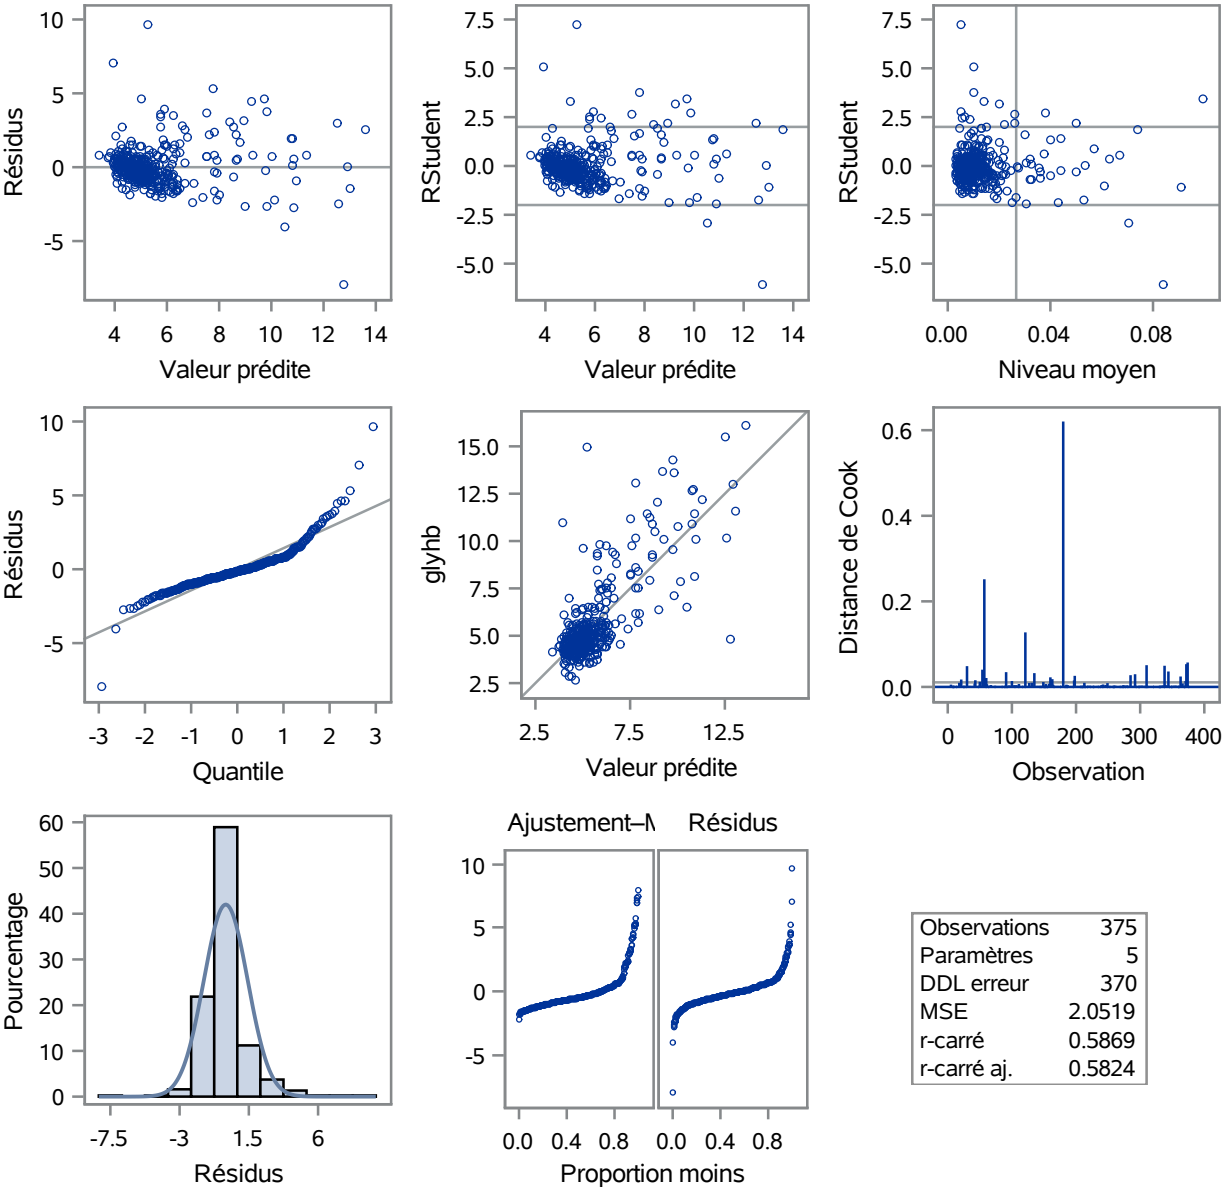 10
5
0
-5
Résidus
4 6 8 10 12 14
Valeur prédite
7.5
5.0
2.5
0.0
-2.5
-5.0
RStudent
4 6 8 10 12 14
Valeur prédite
7.5
5.0
2.5
0.0
-2.5
-5.0
RStudent
0.00 0.04 0.08
Niveau moyen
10
5
0
-5
Résidus
-3 -2 -1 0 1 2 3
Quantile
15.0
12.5
10.0
7.5
5.0
2.5
glyhb
2.5 7.5 12.5
Valeur prédite
0.6
0.4
0.2
0.0
Distance de Cook
0 100 200 300 400
Observation
60
50
40
30
20
10
0
Pourcentage
-7.5 -3 1.5 6
Résidus
Ajustement–M Résidus
10
5
0
-5
0.0 0.4 0.8 0.0 0.4 0.8
Proportion moins
Observations 375
Paramètres 5
DDL erreur 370
MSE 2.0519
r-carré 0.5869
r-carré aj. 0.5824